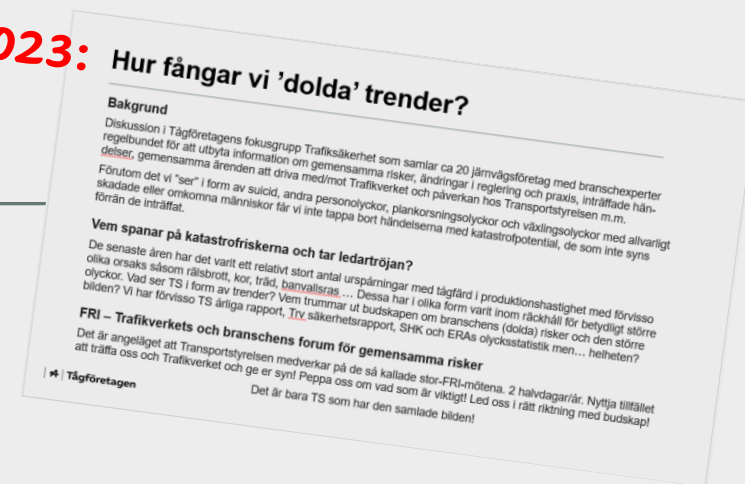 023:
Hur fångar vi ’dolda’ trender?
Bakgrund
Diskussion i Tågföretagens fokusgrupp Trafiksäkerhet som samlar ca 20 järnvägsföretag med branschexperter
regelbundet för att utbyta information om gemensamma risker, ändringar i reglering och praxis, inträffade hän-
delser, gemensamma ärenden att driva med/mot Trafikverket och påverkan hos Transportstyrelsen m.m.
Förutom det vi "ser" i form av suicid, andra personolyckor, plankorsningsolyckor och växlingsolyckor med allvarligt
skadade eller omkomna människor får vi inte tappa bort händelserna med katastrofpotential, de som inte syns
förrän de inträffat.
Vem spanar på katastrofriskerna och tar ledartröjan?
De senaste åren har det varit ett relativt stort antal urspårningar med tågfärd i produktionshastighet med förvisso
olika orsaks såsom rälsbrott, kor, träd, banvallsras … Dessa har i olika form varit inom räckhåll för betydligt större
olyckor. Vad ser TS i form av trender? Vem trummar ut budskapen om branschens (dolda) risker och den större
bilden? Vi har förvisso TS årliga rapport, Trv säkerhetsrapport, SHK och ERAs olycksstatistik men… helheten?
FRI – Trafikverkets och branschens forum för gemensamma risker
Det är angeläget att Transportstyrelsen medverkar på de så kallade stor-FRI-mötena. 2 halvdagar/år. Nyttja tillfället
att träffa oss och Trafikverket och ge er syn! Peppa oss om vad som är viktigt! Led oss i rätt riktning med budskap!
Det är bara TS som har den samlade bilden!
Tågföretagen